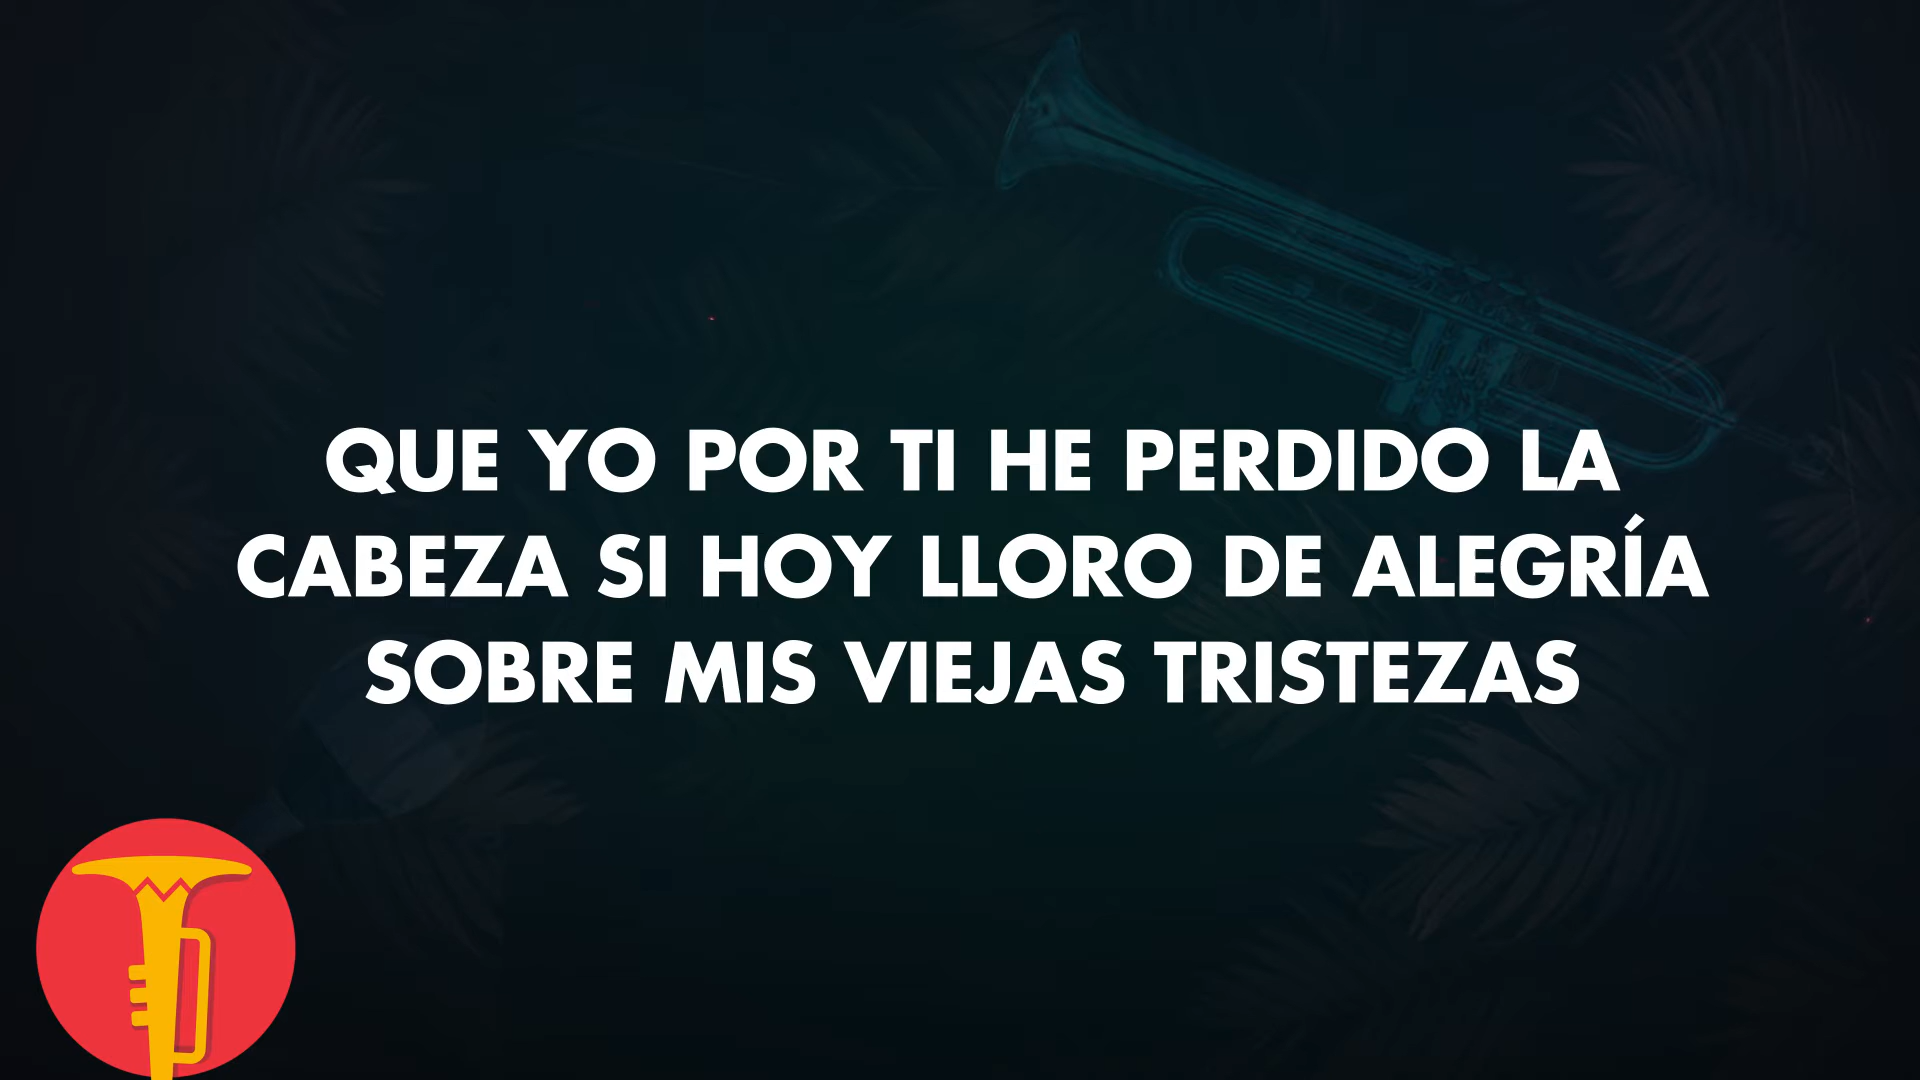 QUE YO POR TI HE PERDIDO LA
CABEZA SI HOY LLORO DE ALEGRÍA
SOBRE MIS VIEJAS TRISTEZAS